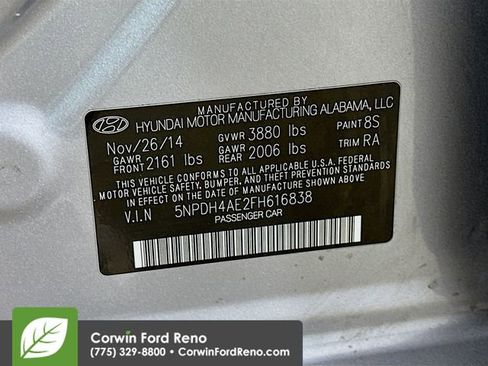 MANUFACTURED BY
HYUNDAI MOTOR MANUFACTURING ALABAMA, LLC
Nov/26/14 GVWR 3880 lbs PAINT 8S
GAWR FRONT 2161 lbs GAWR REAR 2006 lbs TRIM RA
THIS VEHICLE CONFORMS TO ALL APPLICABLE U.S. FEDERAL
MOTOR VEHICLE SAFETY, BUMPER, AND THEFT PREVENTION
STANDARDS IN EFFECT ON THE DATE OF MANUFACTURE SHOWN ABOVE.
V.I.N 5NPDH4AE2FH616838
PASSENGER CAR
Corwin Ford Reno
(775) 329-8800 • CorwinFordReno.com